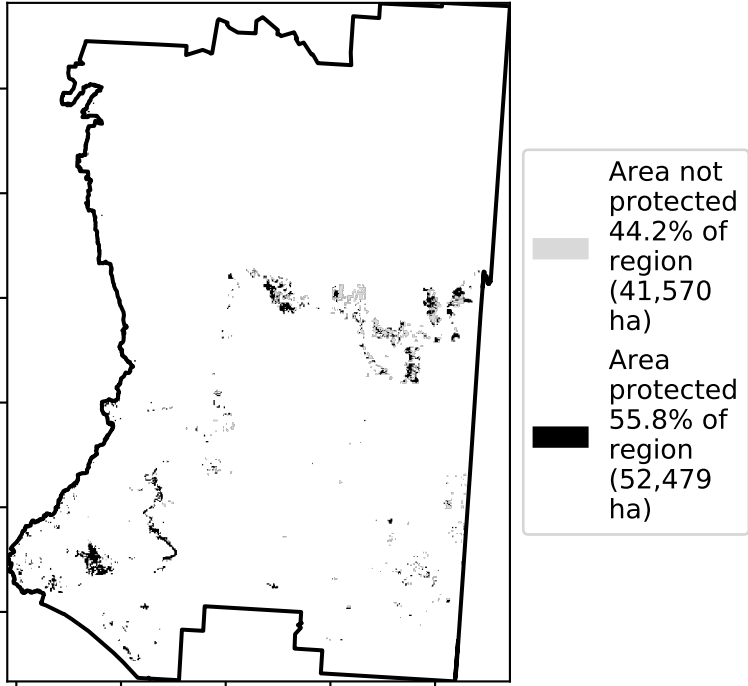 Area not
protected
44.2% of
region
(41,570
ha)
Area
protected
55.8% of
region
(52,479
ha)